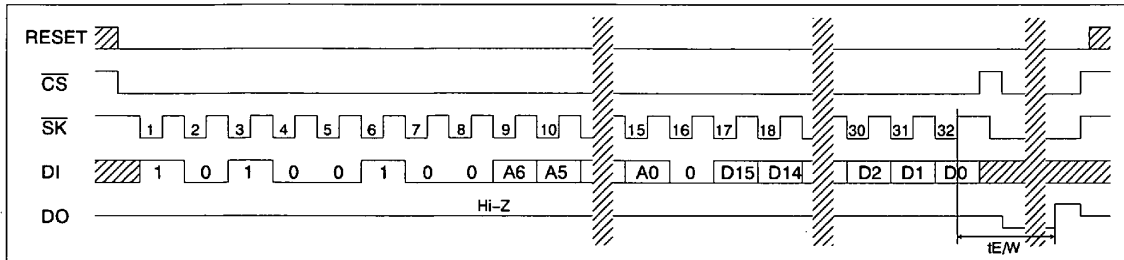 RESET
CS
SK 1 2 3 4 5 6 7 8 9 10 15 16 17 18 30 31 32
DI 1 0 1 0 0 1 0 0 A6 A5 A0 0 D15 D14 D2 D1 D0
DO Hi-Z
tE/W